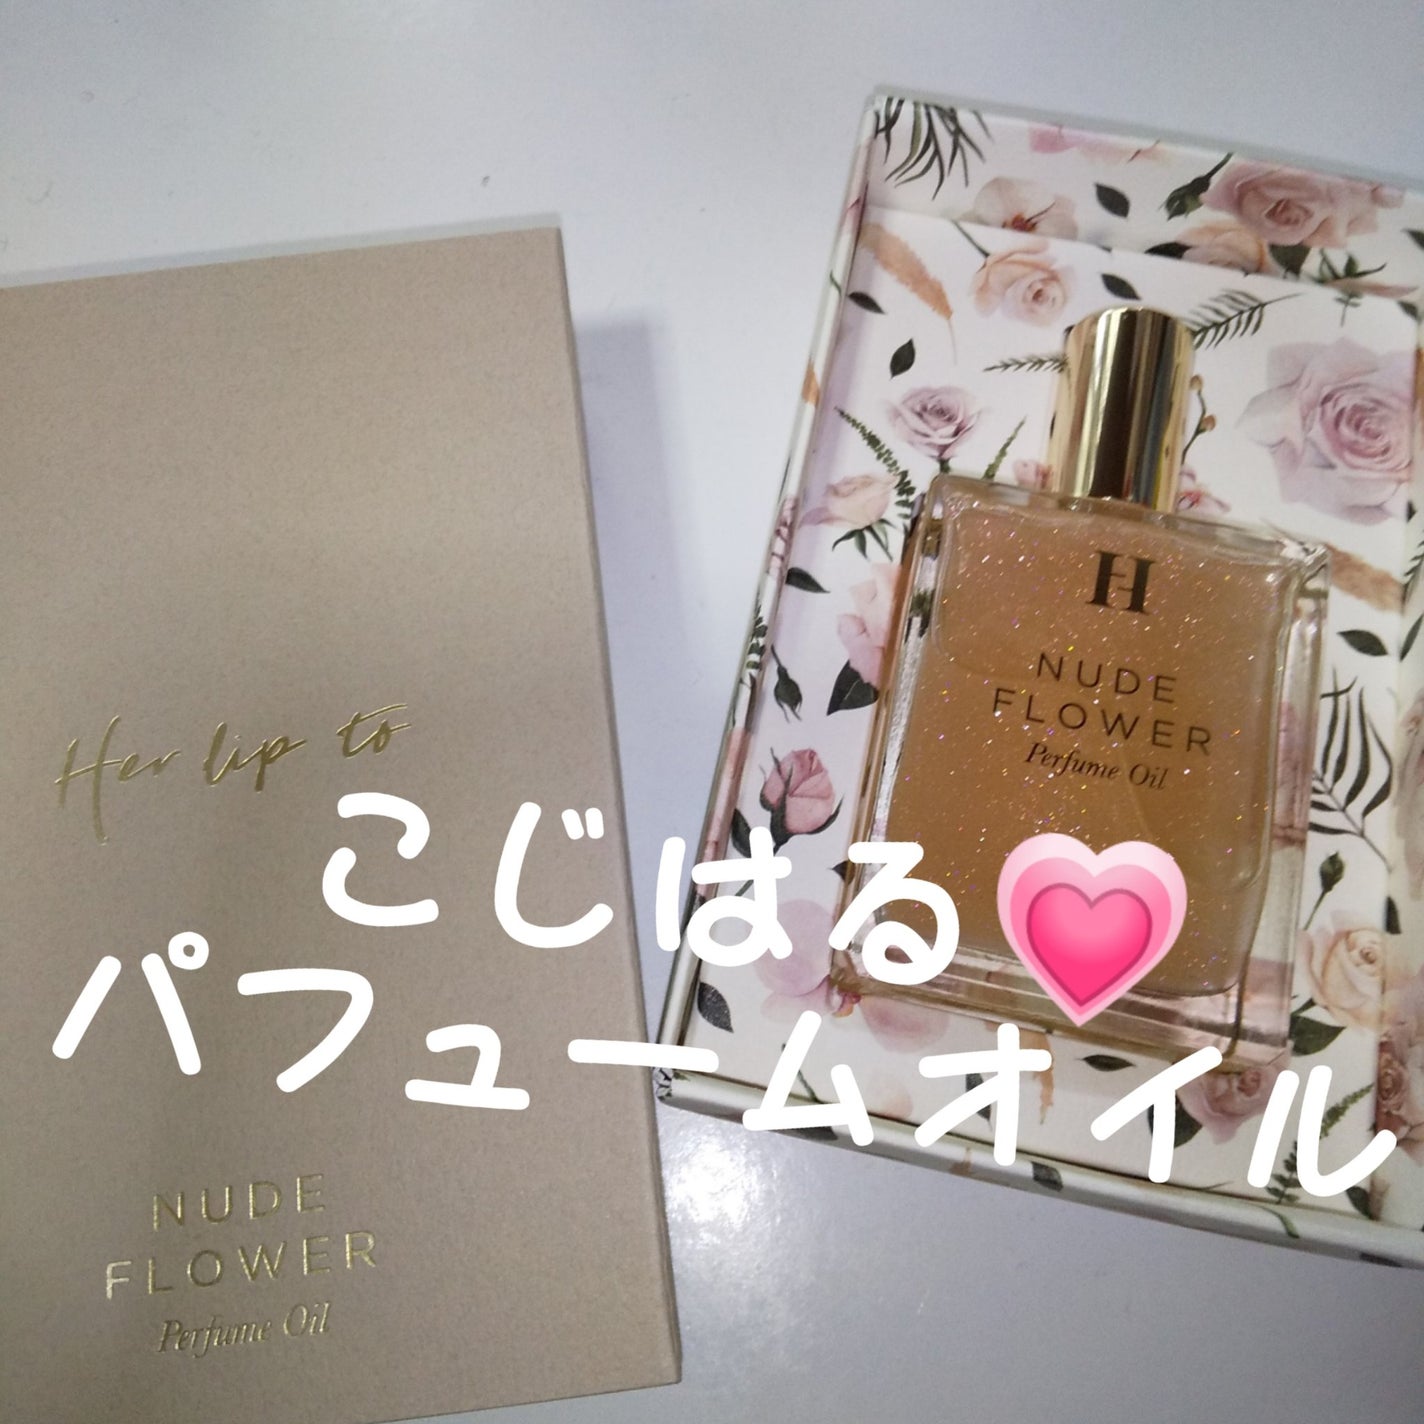 Her lip to
NUDE
FLOWER
Perfume Oil
H
NUDE
FLOWER
Perfume Oil
こじはる
パフュームオイル